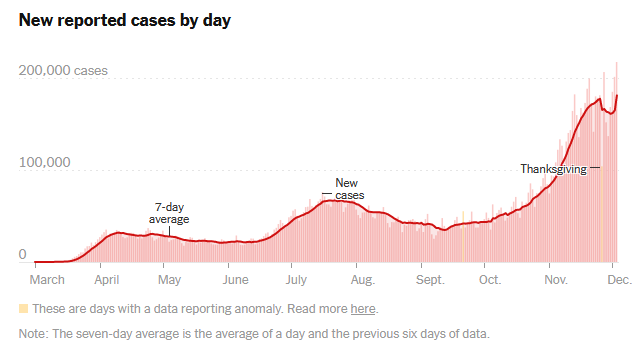 New reported cases by day
200,000 cases
100,000
0
7-day
average
New
cases
Thanksgiving
March April May June July Aug. Sept. Oct. Nov. Dec.
These are days with a data reporting anomaly. Read more here.
Note: The seven-day average is the average of a day and the previous six days of data.